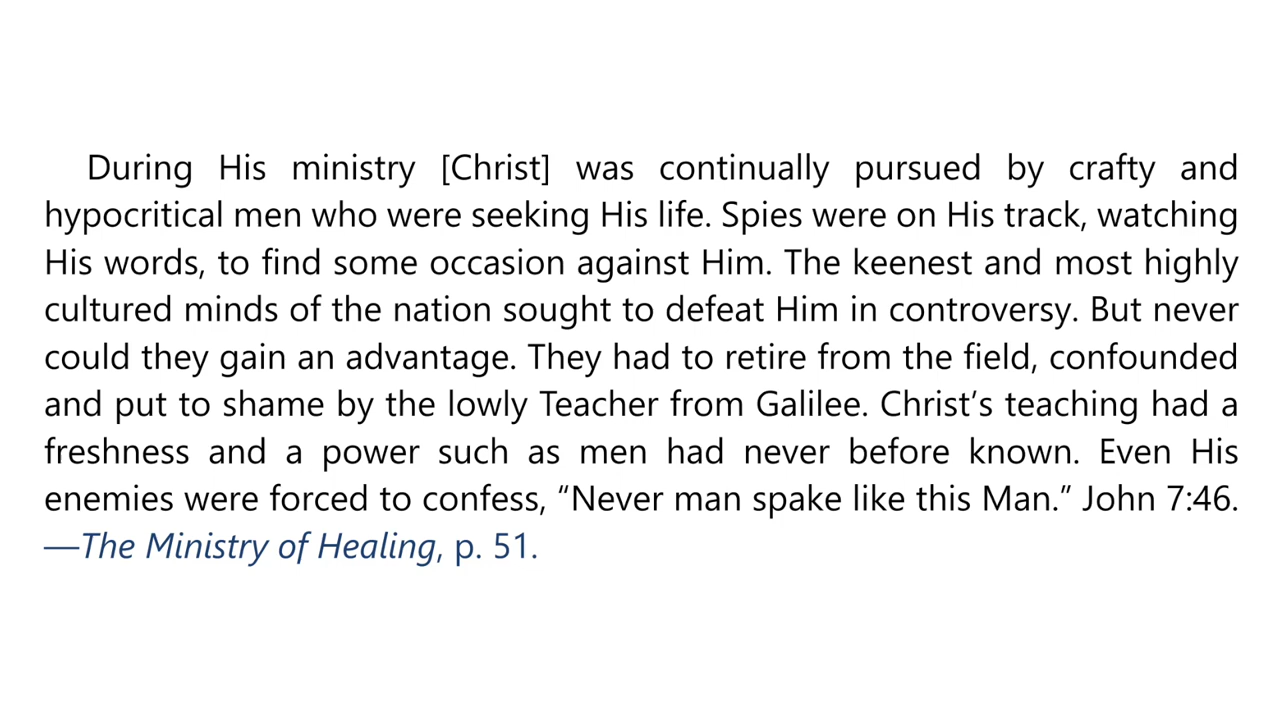 During His ministry [Christ] was continually pursued by crafty and
hypocritical men who were seeking His life. Spies were on His track, watching
His words, to find some occasion against Him. The keenest and most highly
cultured minds of the nation sought to defeat Him in controversy. But never
could they gain an advantage. They had to retire from the field, confounded
and put to shame by the lowly Teacher from Galilee. Christ’s teaching had a
freshness and a power such as men had never before known. Even His
enemies were forced to confess, “Never man spake like this Man.” John 7:46.
—The Ministry of Healing, p. 51.